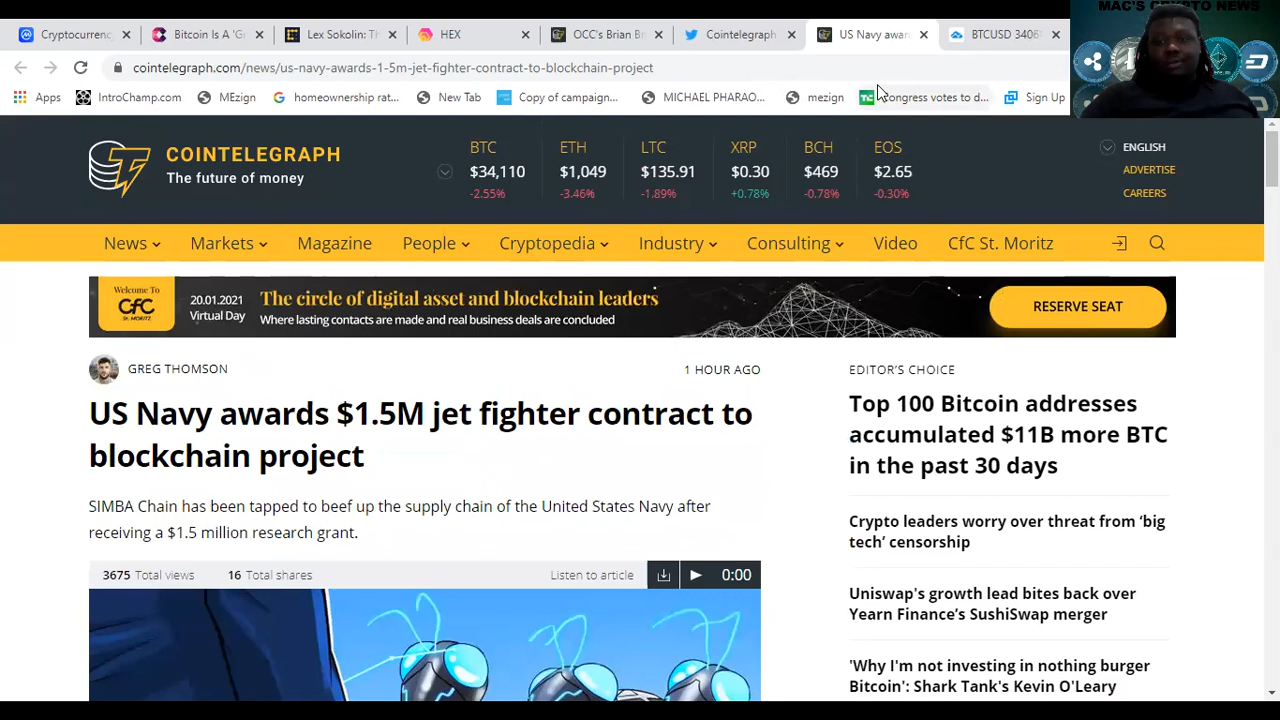 MAC'S CRYPTO NEWS
Cryptocurrenc
Bitcoin Is A 'Gr
Lex Sokolin: Th
HEX
OCC's Brian Br
Cointelegraph
US Navy awar
BTCUSD 3406
cointelegraph.com/news/us-navy-awards-1-5m-jet-fighter-contract-to-blockchain-project
Apps
IntroChamp.com
MEzign
homeownership rat...
New Tab
Copy of campaign...
MICHAEL PHARAO...
mezign
TC
ongress votes to d...
Sign Up
COINTELEGRAPH
The future of money
BTC ETH LTC XRP BCH EOS
$34,110 $1,049 $135.91 $0.30 $469 $2.65
-2.55% -3.46% -1.89% +0.78% -0.78% -0.30%
ENGLISH
ADVERTISE
CAREERS
News Markets Magazine People Cryptopedia Industry Consulting Video CfC St. Moritz
Welcome To
CfC
St. MORITZ
20.01.2021
Virtual Day
The circle of digital asset and blockchain leaders
Where lasting contacts are made and real business deals are concluded
RESERVE SEAT
GREG THOMSON
1 HOUR AGO
US Navy awards $1.5M jet fighter contract to
blockchain project
SIMBA Chain has been tapped to beef up the supply chain of the United States Navy after
receiving a $1.5 million research grant.
3675 Total views
16 Total shares
Listen to article
0:00
EDITOR'S CHOICE
Top 100 Bitcoin addresses
accumulated $11B more BTC
in the past 30 days
Crypto leaders worry over threat from ‘big
tech’ censorship
Uniswap's growth lead bites back over
Yearn Finance’s SushiSwap merger
'Why I'm not investing in nothing burger
Bitcoin': Shark Tank's Kevin O'Leary